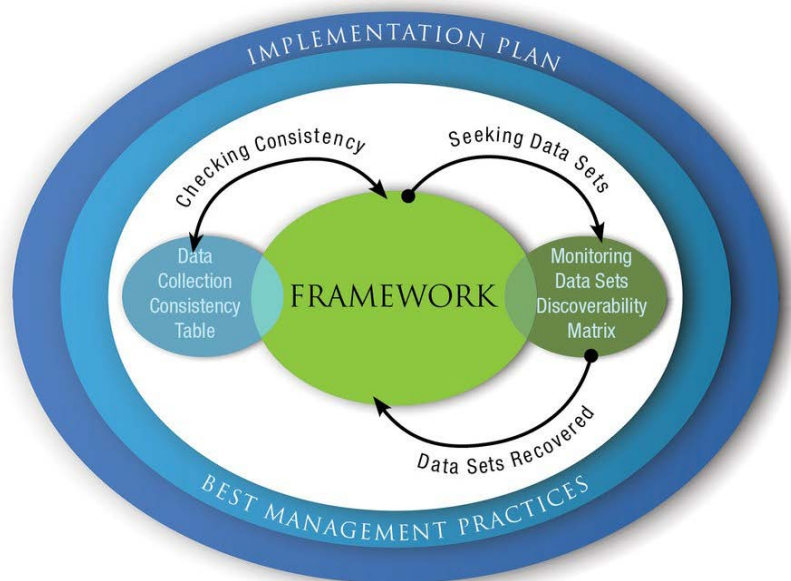 IMPLEMENTATION PLAN
Checking Consistency
Seeking Data Sets
Data
Collection
Consistency
Table
FRAMEWORK
Monitoring
Data Sets
Discoverability
Matrix
Data Sets Recovered
BEST MANAGEMENT PRACTICES